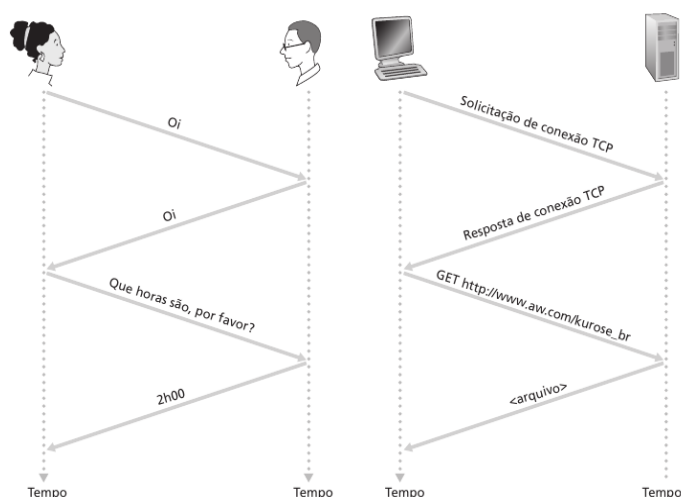 Oi
Oi
Que horas são, por favor?
2h00
Tempo
Tempo
Solicitação de conexão TCP
Resposta de conexão TCP
GET http://www.aw.com/kurose_br
<arquivo>
Tempo
Tempo